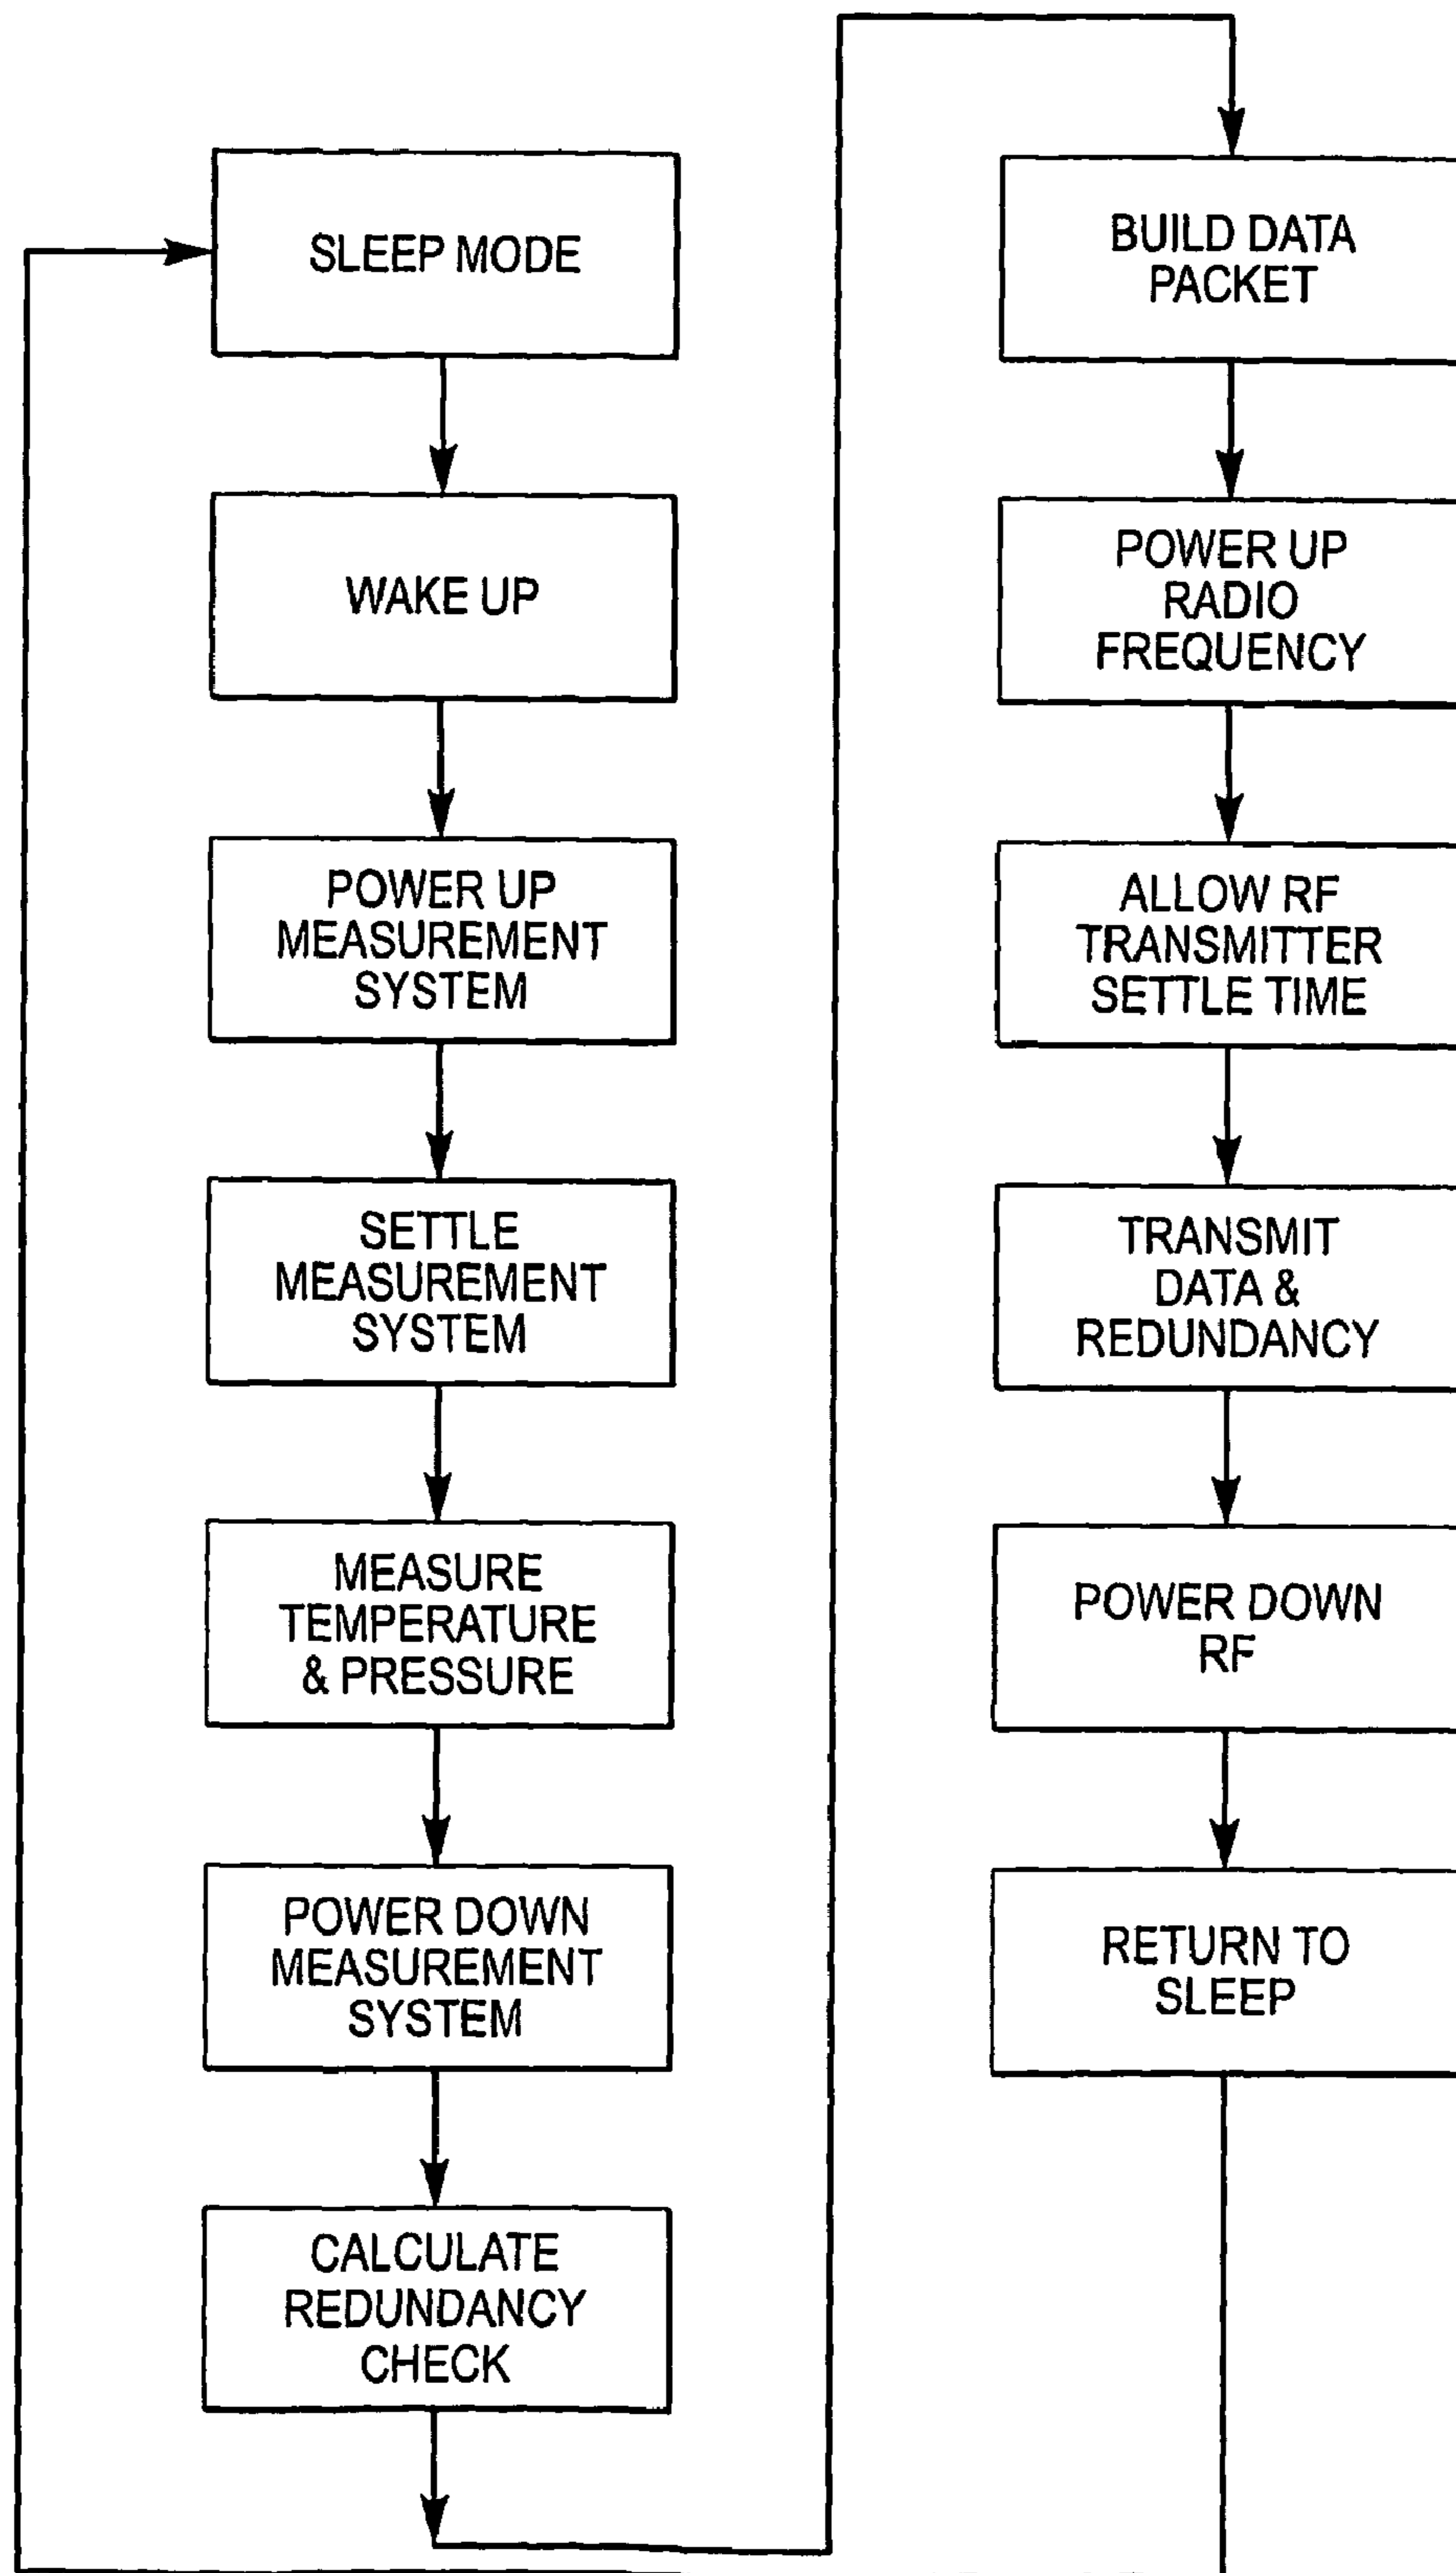 SLEEP MODE
WAKE UP
POWER UP
MEASUREMENT
SYSTEM
SETTLE
MEASUREMENT
SYSTEM
MEASURE
TEMPERATURE
& PRESSURE
POWER DOWN
MEASUREMENT
SYSTEM
CALCULATE
REDUNDANCY
CHECK
BUILD DATA
PACKET
POWER UP
RADIO
FREQUENCY
ALLOW RF
TRANSMITTER
SETTLE TIME
TRANSMIT
DATA &
REDUNDANCY
POWER DOWN
RF
RETURN TO
SLEEP